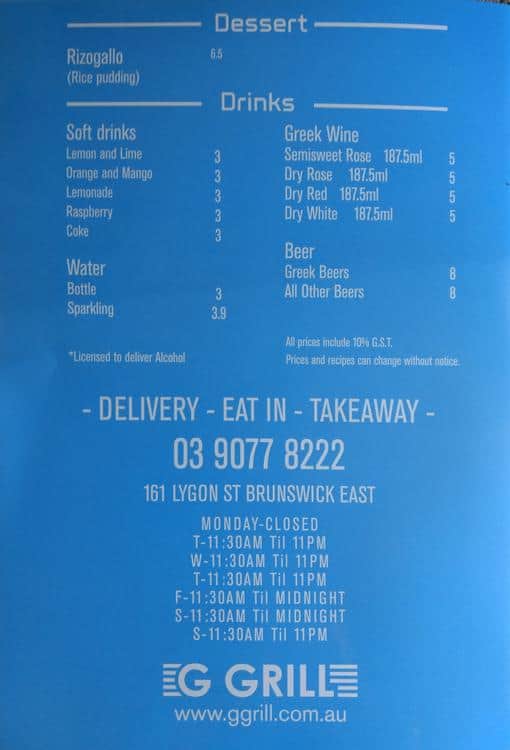 Dessert
Rizogallo 6.5
(Rice pudding)
Drinks
Soft drinks
Lemon and Lime 3
Orange and Mango 3
Lemonade 3
Raspberry 3
Coke 3
Water
Bottle 3
Sparkling 3.9
*Licensed to deliver Alcohol
Greek Wine
Semisweet Rose 187.5ml 5
Dry Rose 187.5ml 5
Dry Red 187.5ml 5
Dry White 187.5ml 5
Beer
Greek Beers 8
All Other Beers 8
All prices include 10% G.S.T.
Prices and recipes can change without notice.
- DELIVERY - EAT IN - TAKEAWAY -
03 9077 8222
161 LYGON ST BRUNSWICK EAST
MONDAY-CLOSED
T-11:30AM Til 11PM
W-11:30AM Til 11PM
T-11:30AM Til 11PM
F-11:30AM Til MIDNIGHT
S-11:30AM Til MIDNIGHT
S-11:30AM Til 11PM
G GRILL
www.ggrill.com.au